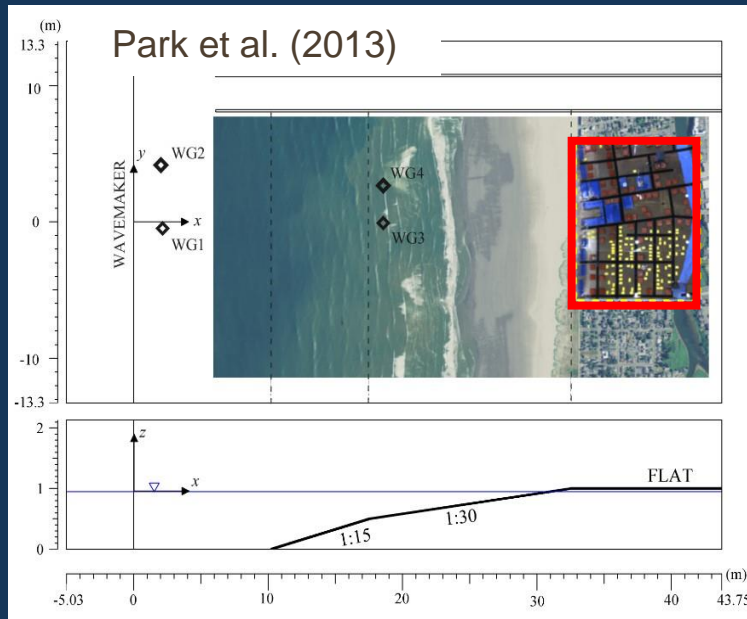 (m)
13.3
Park et al. (2013)
10
WAVEMAKER
y
WG2
WG4
0
x
WG1
WG3
-10
-13.3
2
z
x
FLAT
1
1:30
1:15
0
(m)
-5.03
0
10
20
30
40
43.75